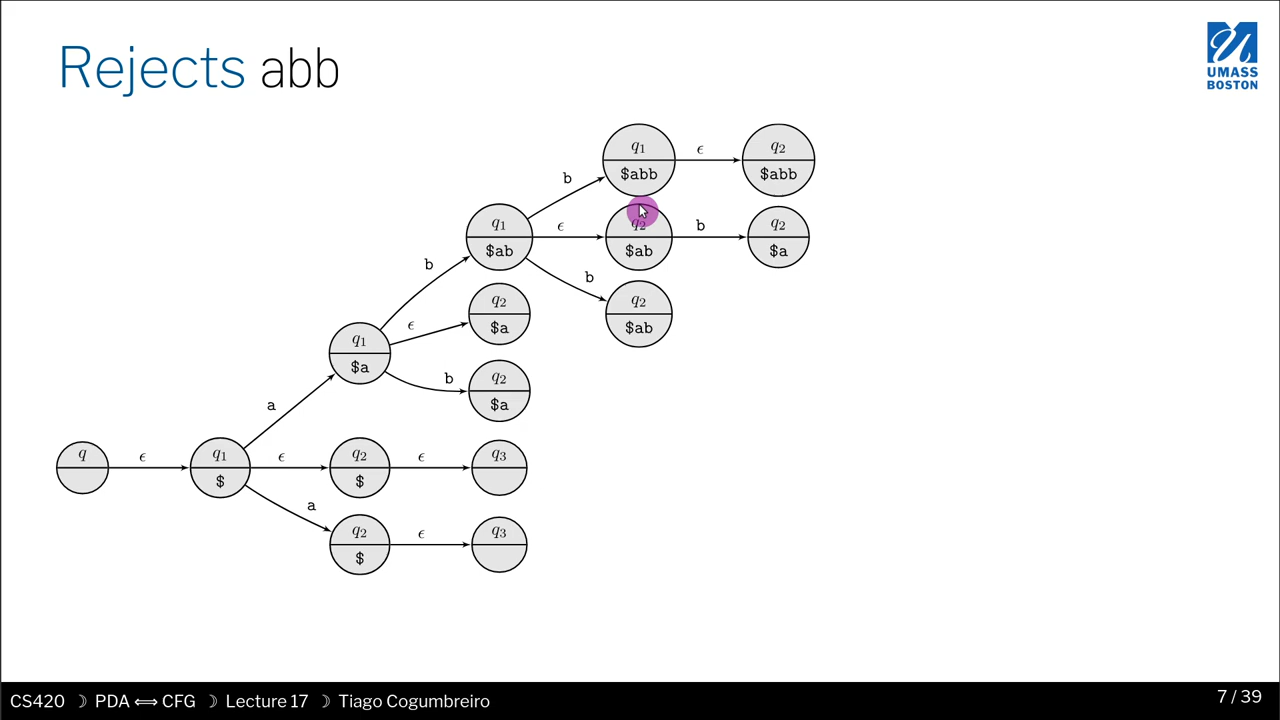 Rejects abb
UMASS
BOSTON
q1 ϵ q2
$abb $abb
b
q1 ϵ q2 b q2
$ab $ab $a
b b
q2 q2
$a $ab
ϵ
q1
$a
b q2
$a
a
q ϵ q1 ϵ q2 ϵ q3
$ $
a
q2 ϵ q3
$
CS420 ☽ PDA ⟺ CFG ☽ Lecture 17 ☽ Tiago Cogumbreiro
7 / 39